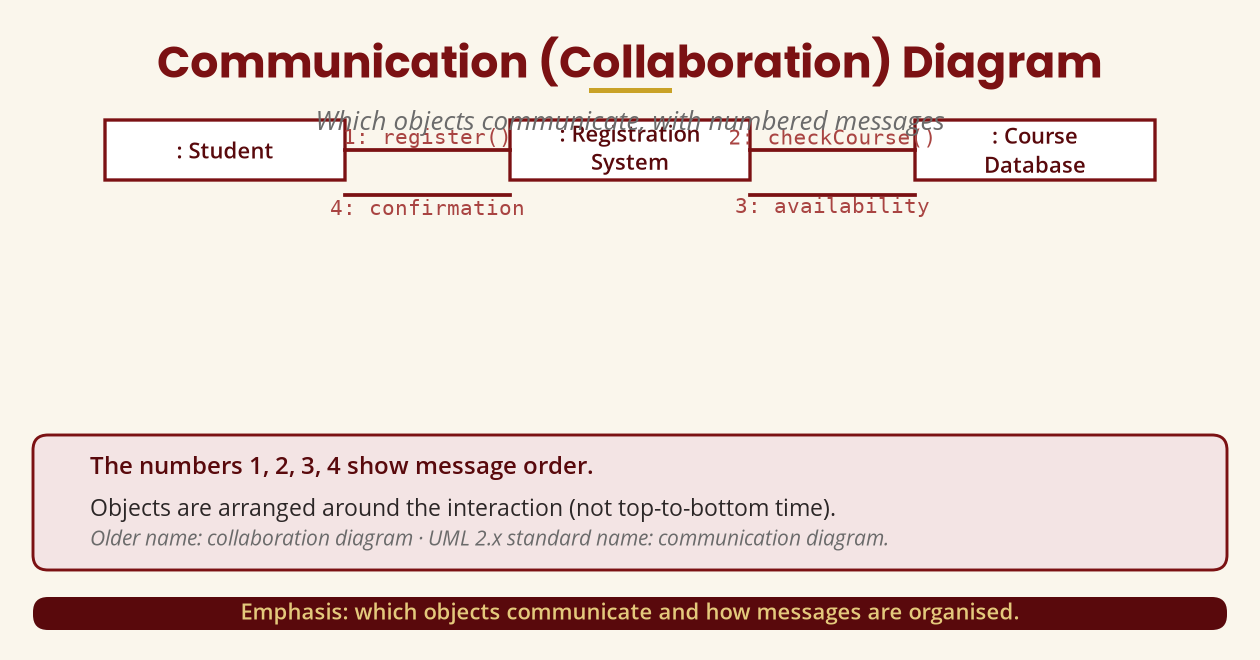 Communication (Collaboration) Diagram
Which objects communicate, with numbered messages
: Student
1: register()
: Registration
System
2: checkCourse()
: Course
Database
4: confirmation
3: availability
The numbers 1, 2, 3, 4 show message order.
Objects are arranged around the interaction (not top-to-bottom time).
Older name: collaboration diagram · UML 2.x standard name: communication diagram.
Emphasis: which objects communicate and how messages are organised.